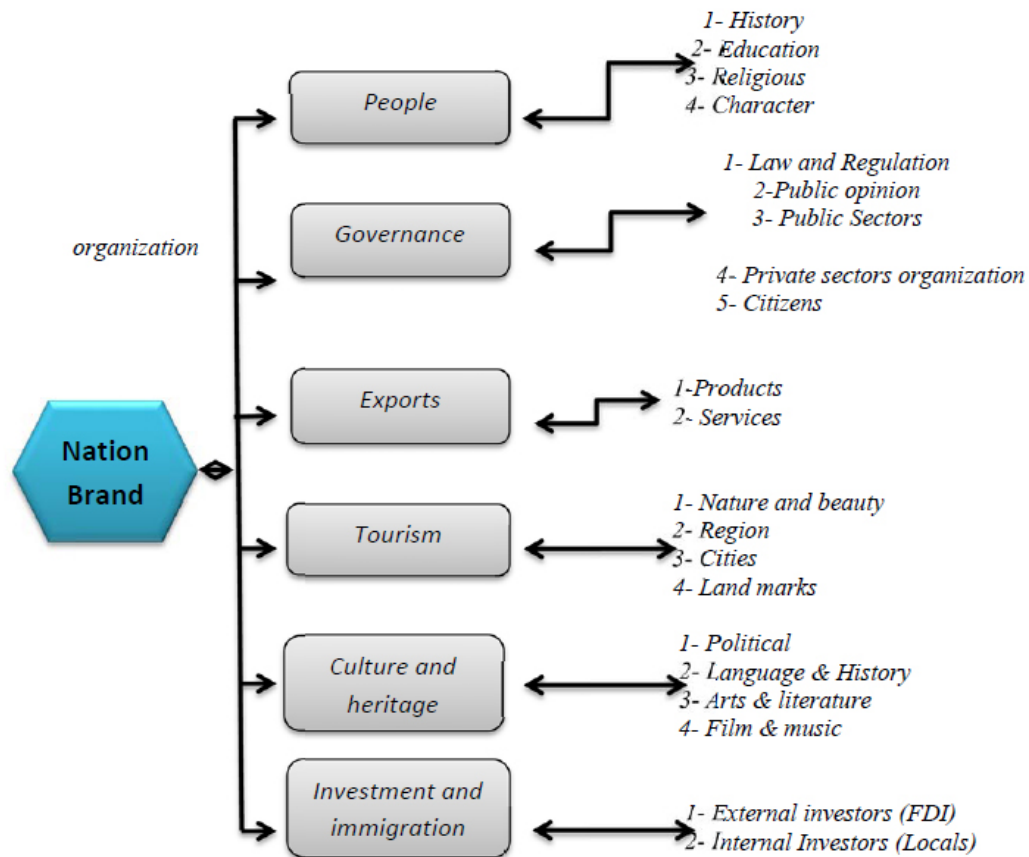 1- History
2- Education
3- Religious
4- Character
People
1- Law and Regulation
2-Public opinion
3- Public Sectors
4- Private sectors organization
5- Citizens
Governance
organization
Exports
1-Products
2- Services
Nation
Brand
Tourism
1- Nature and beauty
2- Region
3- Cities
4- Land marks
Culture and
heritage
1- Political
2- Language & History
3- Arts & literature
4- Film & music
Investment and
immigration
1- External investors (FDI)
2- Internal Investors (Locals)